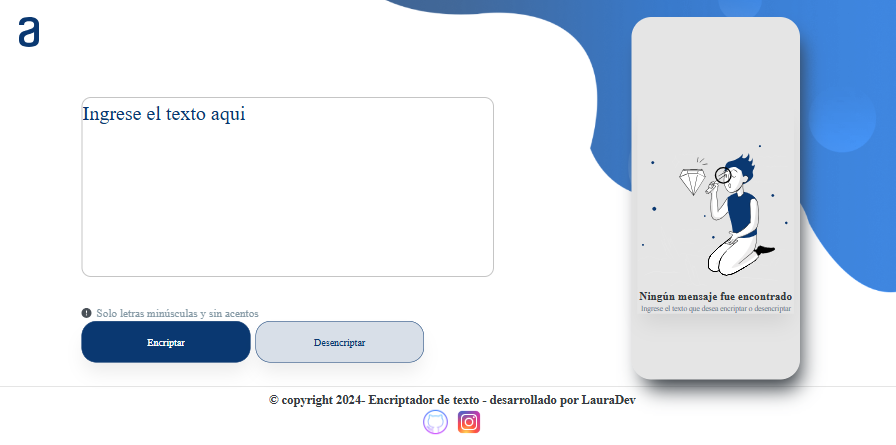 a
Ingrese el texto aqui
Solo letras minúsculas y sin acentos
Encriptar
Desencriptar
Ningún mensaje fue encontrado
Ingrese el texto que desea encriptar o desencriptar
© copyright 2024- Encriptador de texto - desarrollado por LauraDev